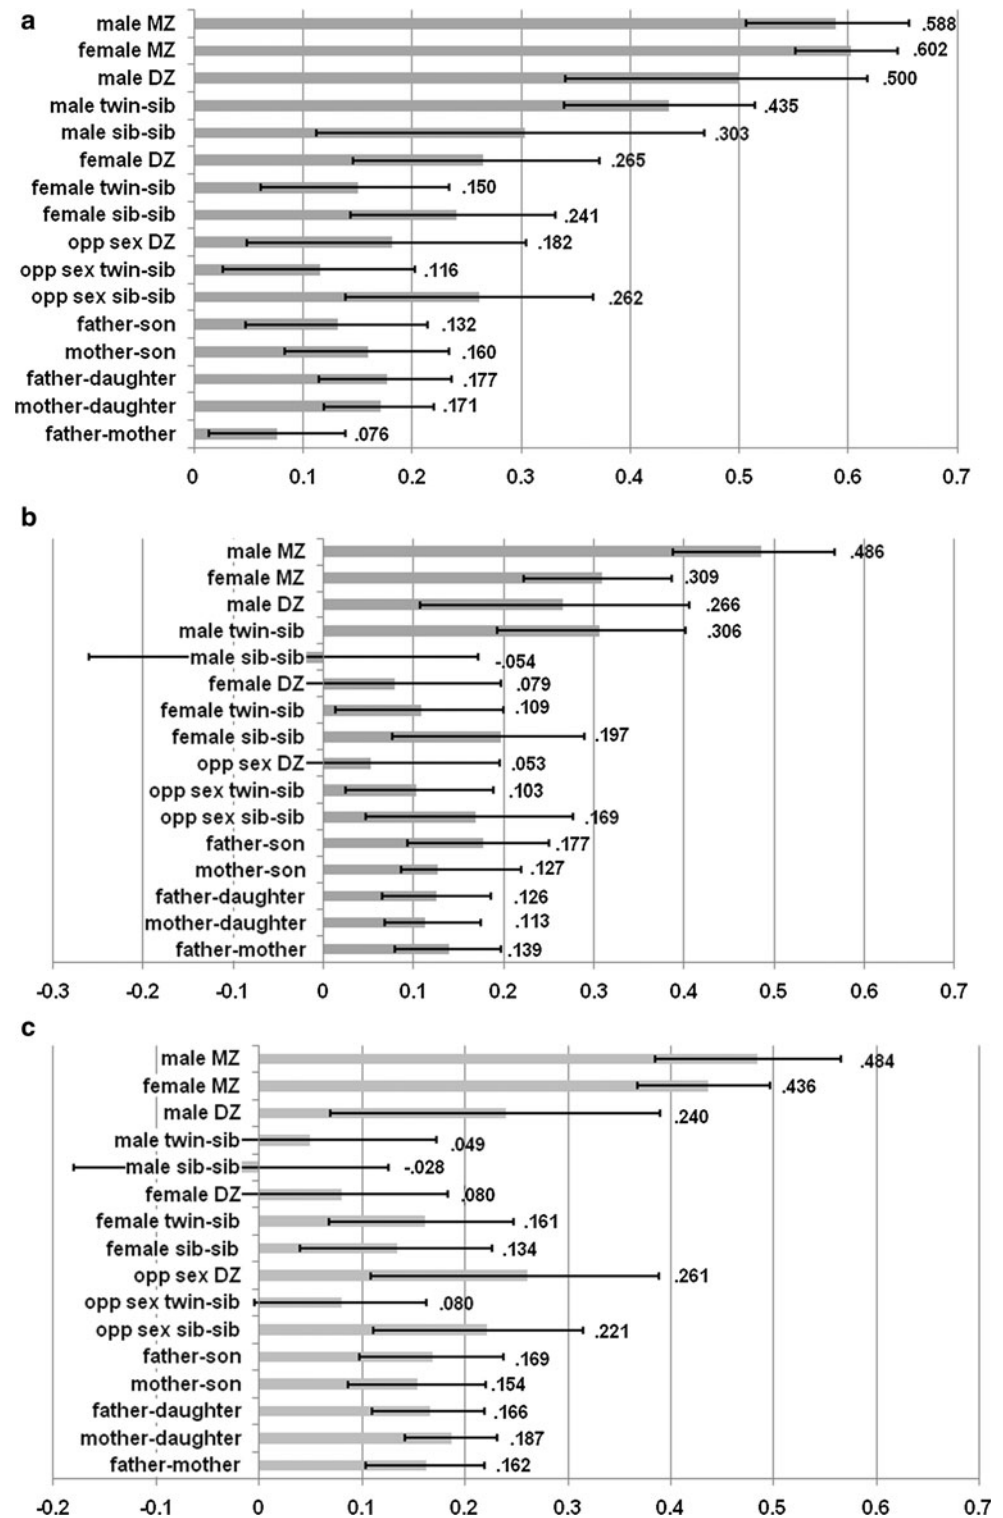 a
male MZ .588
female MZ .602
male DZ .500
male twin-sib .435
male sib-sib .303
female DZ .265
female twin-sib .150
female sib-sib .241
opp sex DZ .182
opp sex twin-sib .116
opp sex sib-sib .262
father-son .132
mother-son .160
father-daughter .177
mother-daughter .171
father-mother .076
0 0.1 0.2 0.3 0.4 0.5 0.6 0.7
b
male MZ .486
female MZ .309
male DZ .266
male twin-sib .306
male sib-sib -.054
female DZ .079
female twin-sib .109
female sib-sib .197
opp sex DZ .053
opp sex twin-sib .103
opp sex sib-sib .169
father-son .177
mother-son .127
father-daughter .126
mother-daughter .113
father-mother .139
-0.3 -0.2 -0.1 0 0.1 0.2 0.3 0.4 0.5 0.6 0.7
c
male MZ .484
female MZ .436
male DZ .240
male twin-sib .049
male sib-sib -.028
female DZ .080
female twin-sib .161
female sib-sib .134
opp sex DZ .261
opp sex twin-sib .080
opp sex sib-sib .221
father-son .169
mother-son .154
father-daughter .166
mother-daughter .187
father-mother .162
-0.2 -0.1 0 0.1 0.2 0.3 0.4 0.5 0.6 0.7